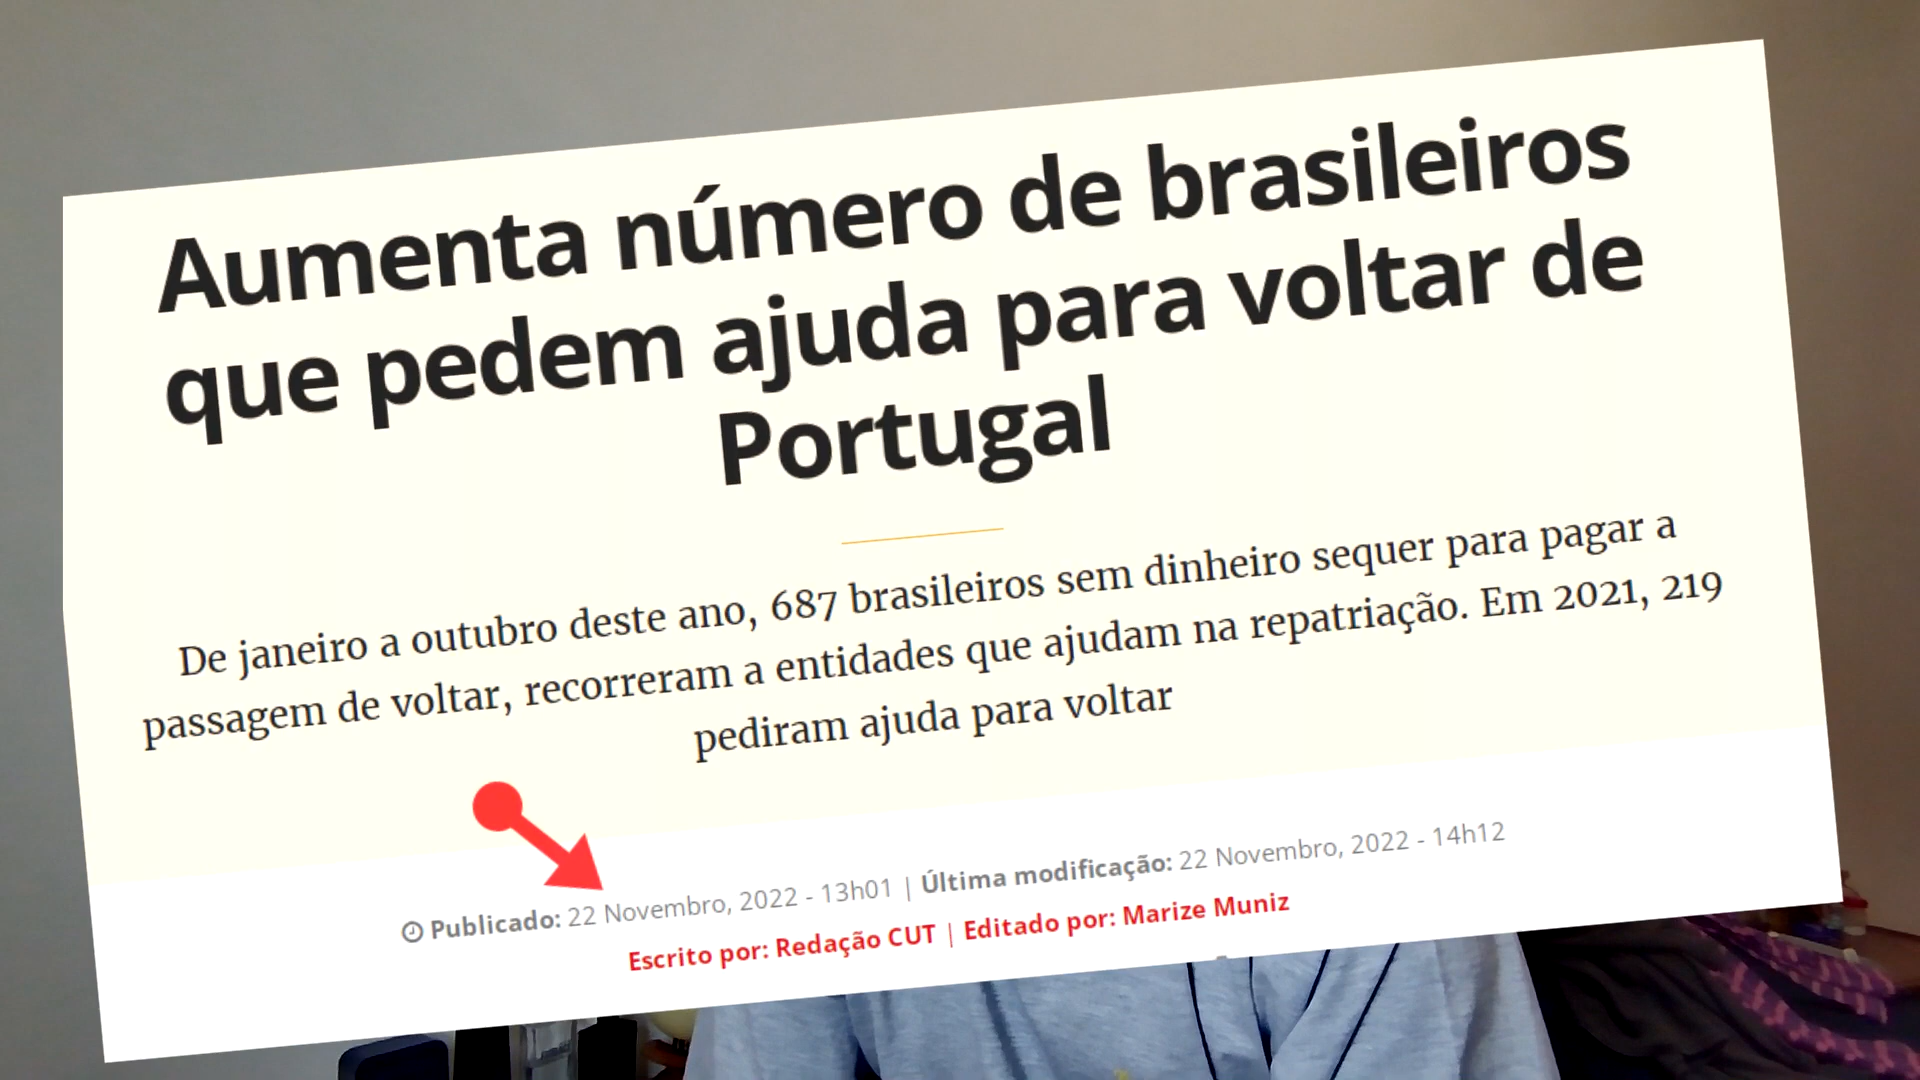 Aumenta número de brasileiros
que pedem ajuda para voltar de
Portugal
De janeiro a outubro deste ano, 687 brasileiros sem dinheiro sequer para pagar a
passagem de voltar, recorreram a entidades que ajudam na repatriação. Em 2021, 219
pediram ajuda para voltar
Publicado: 22 Novembro, 2022 - 13h01 | Última modificação: 22 Novembro, 2022 - 14h12
Escrito por: Redação CUT | Editado por: Marize Muniz